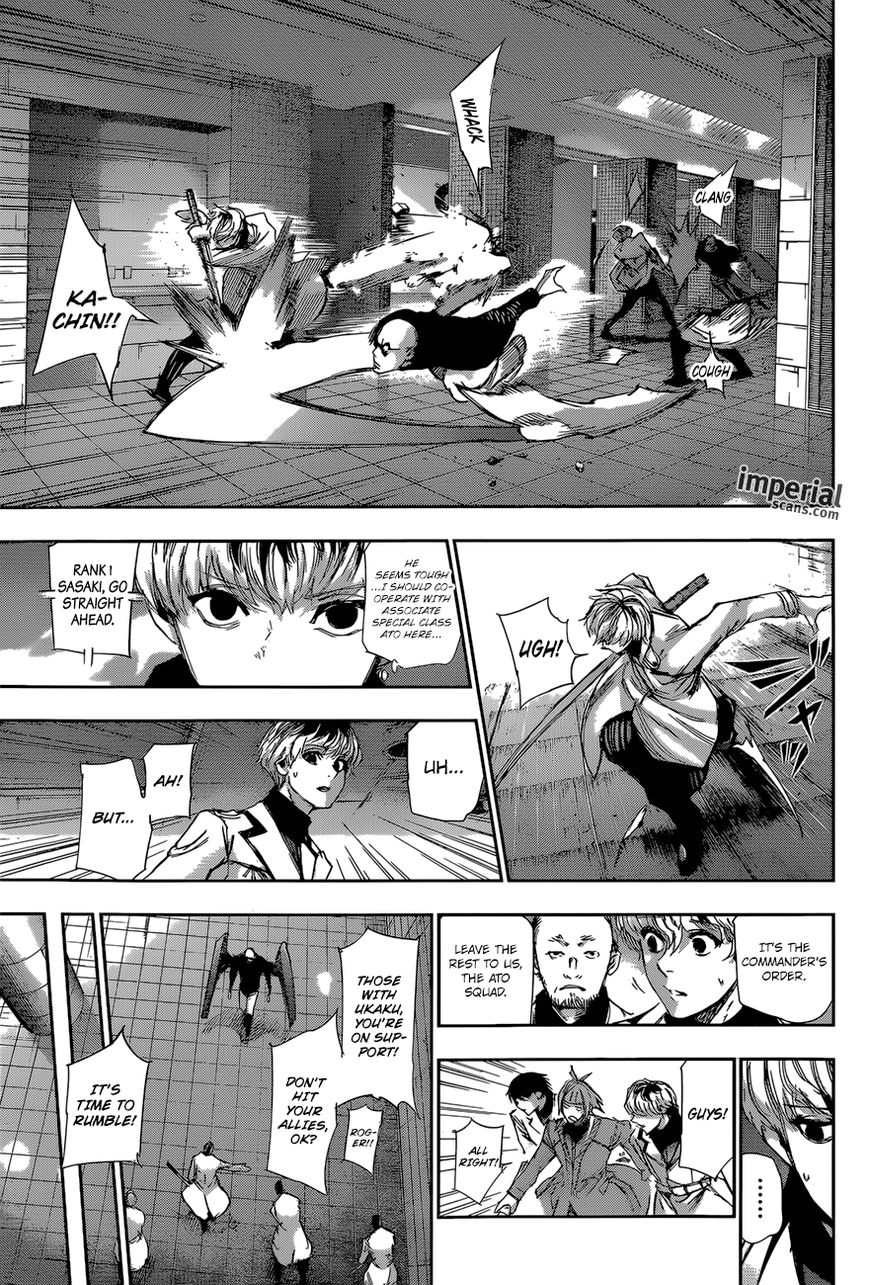 WHACK
CLANG
KA-
CHIN!!
COUGH
imperial
scans.com
UGH!
HE
SEEMS TOUGH
...I SHOULD CO-
OPERATE WITH
ASSOCIATE
SPECIAL CLASS
ATO HERE...
RANK 1
SASAKI, GO
STRAIGHT
AHEAD.
UH...
AH!
BUT...
IT'S THE
COMMANDER'S
ORDER.
LEAVE THE
REST TO US,
THE ATO
SQUAD.
......
GUYS!
ALL
RIGHT!
THOSE
WITH
UKAKU,
YOU'RE
ON SUP-
PORT!
DON'T
HIT
YOUR
ALLIES,
OK?
ROG-
ER!!
IT'S
TIME TO
RUMBLE!